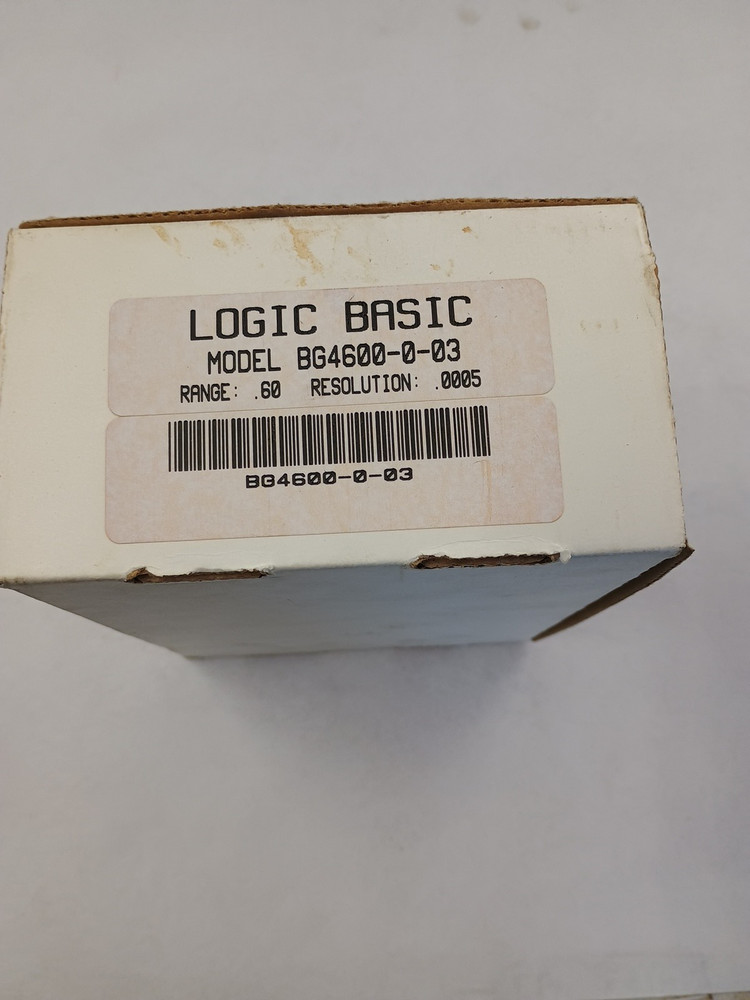 LOGIC BASIC
MODEL BG4600-0-03
RANGE: .60 RESOLUTION: .0005
BG4600-0-03